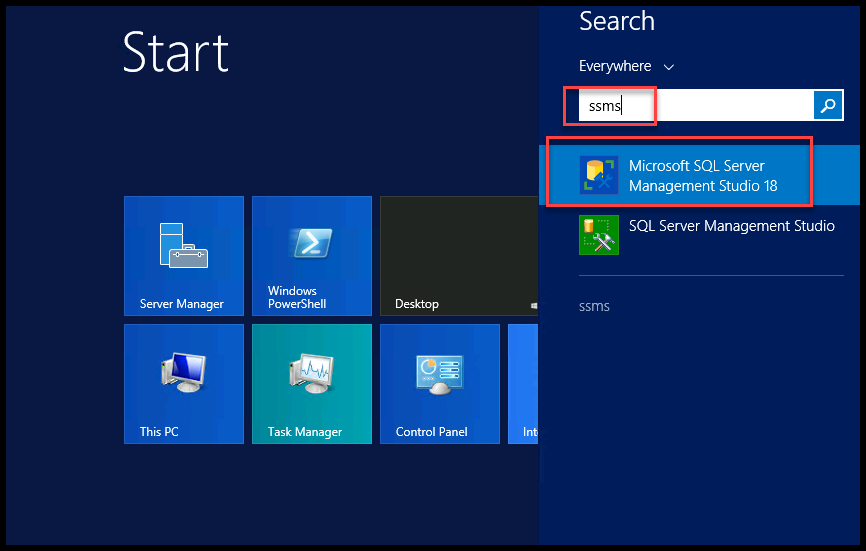 Start
Search
Everywhere
ssms
Microsoft SQL Server
Management Studio 18
SQL Server Management Studio
ssms
Server Manager
Windows
PowerShell
Desktop
This PC
Task Manager
Control Panel
Int